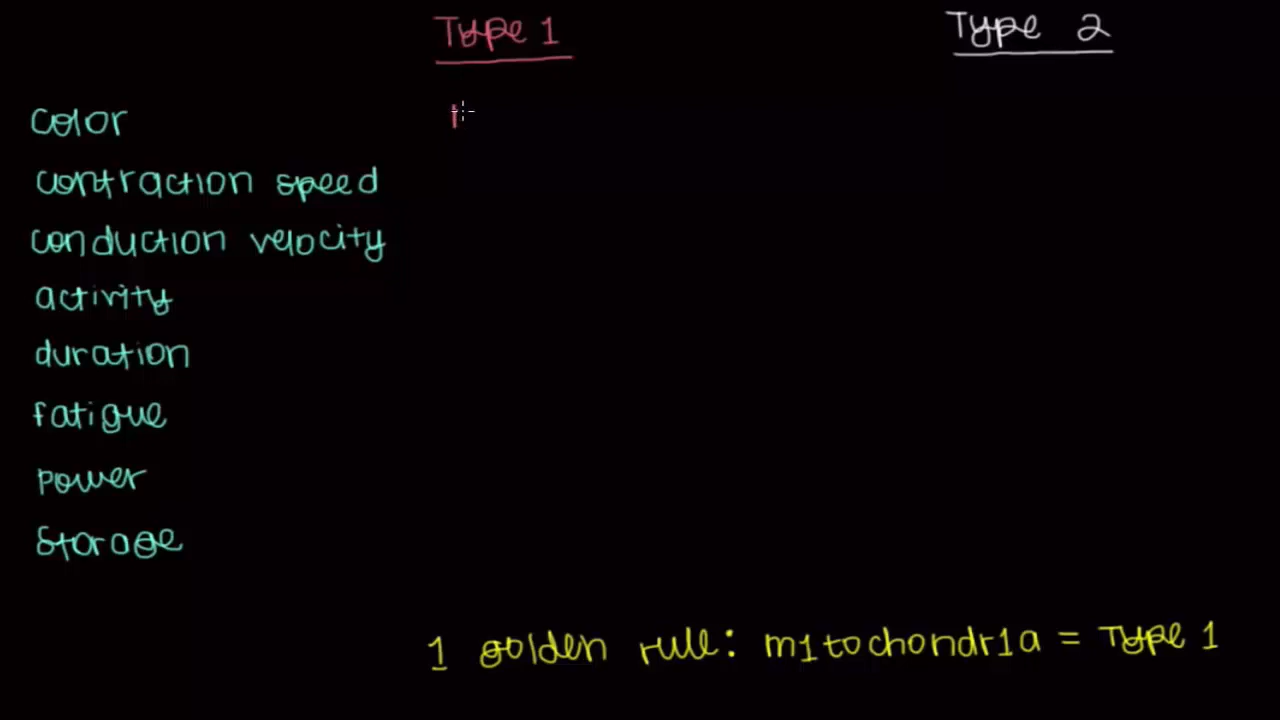 Type 1
Type 2
color
contraction speed
conduction velocity
activity
duration
fatigue
power
Storage
1 golden rule: m1tochondr1a = Type 1